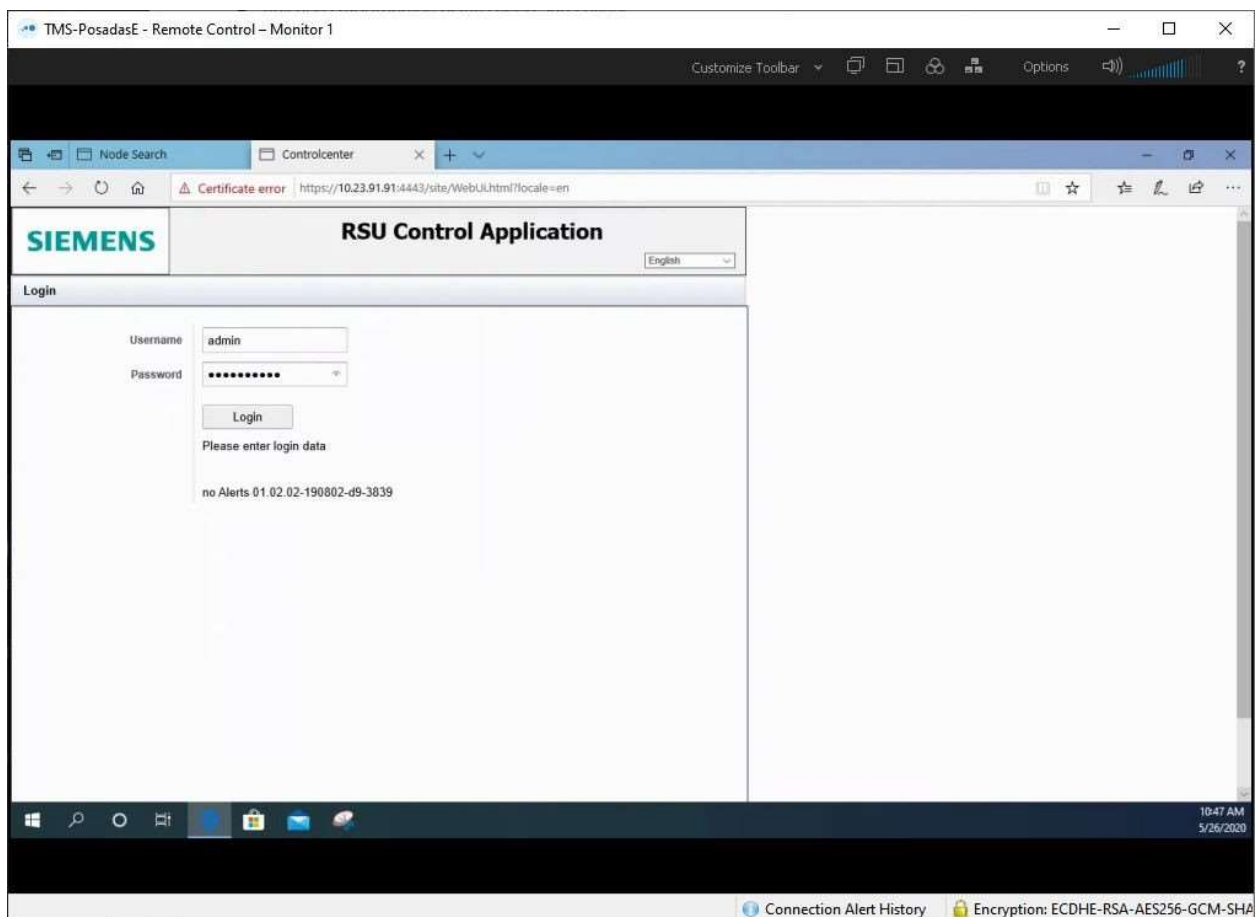 TMS-PosadasE - Remote Control – Monitor 1
Customize Toolbar Options ?
Node Search Controlcenter
Certificate error https://10.23.91.91:4443/site/WebUi.html?locale=en
SIEMENS
RSU Control Application
English
Login
Username admin
Password ••••••••••
Login
Please enter login data
no Alerts 01.02.02-190802-d9-3839
10:47 AM
5/26/2020
Connection Alert History Encryption: ECDHE-RSA-AES256-GCM-SHA